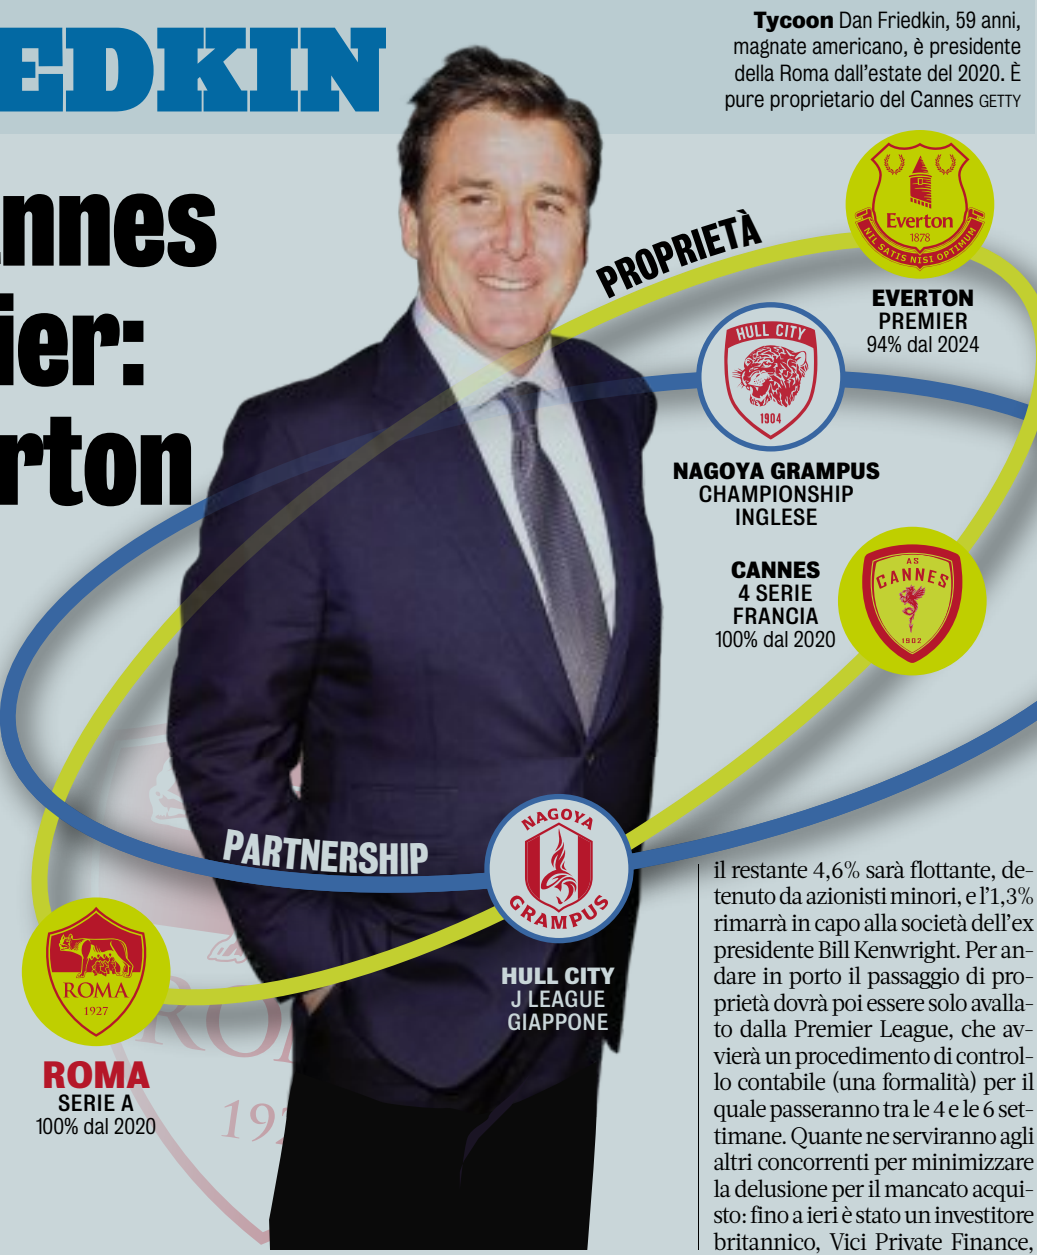 EDKIN
Tycoon Dan Friedkin, 59 anni,
magnate americano, è presidente
della Roma dall'estate del 2020. È
pure proprietario del Cannes GETTY
nnes
ier:
rton
PROPRIETÀ
Everton
1878
NIL SATIS NISI OPTIMUM
EVERTON
PREMIER
94% dal 2024
HULL CITY
1904
NAGOYA GRAMPUS
CHAMPIONSHIP
INGLESE
CANNES
4 SERIE
FRANCIA
100% dal 2020
AS
CANNES
1902
PARTNERSHIP
NAGOYA
GRAMPUS
HULL CITY
J LEAGUE
GIAPPONE
ROMA
1927
ROMA
SERIE A
100% dal 2020
RO
192
il restante 4,6% sarà flottante, de-
tenuto da azionisti minori, e l'1,3%
rimarrà in capo alla società dell'ex
presidente Bill Kenwright. Per an-
dare in porto il passaggio di pro-
prietà dovrà poi essere solo avalla-
to dalla Premier League, che av-
vierà un procedimento di control-
lo contabile (una formalità) per il
quale passeranno tra le 4 e le 6 set-
timane. Quante ne serviranno agli
altri concorrenti per minimizzare
la delusione per il mancato acqui-
sto: fino a ieri è stato un investitore
britannico, Vici Private Finance,